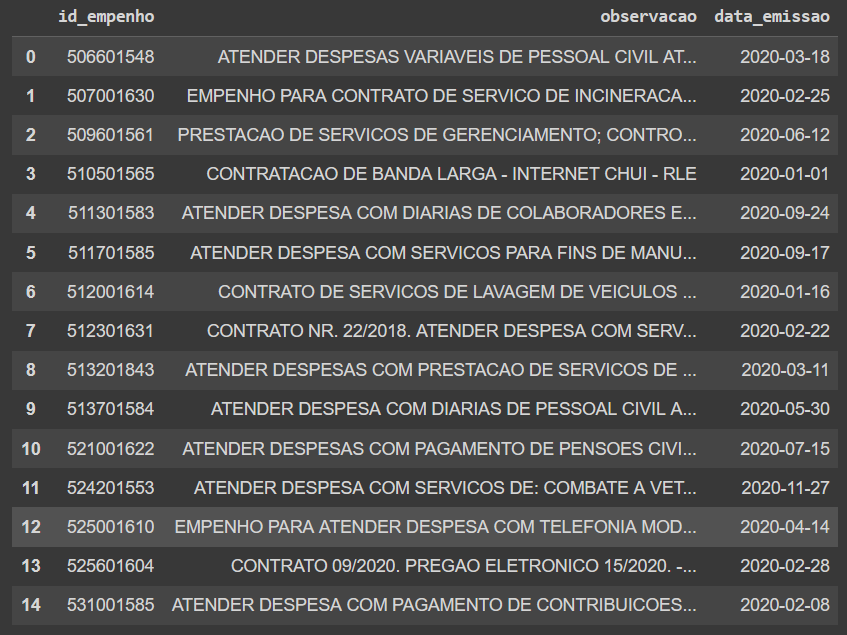 id_empenho observacao data_emissao
0 506601548 ATENDER DESPESAS VARIAVEIS DE PESSOAL CIVIL AT... 2020-03-18
1 507001630 EMPENHO PARA CONTRATO DE SERVICO DE INCINERACA... 2020-02-25
2 509601561 PRESTACAO DE SERVICOS DE GERENCIAMENTO; CONTRO... 2020-06-12
3 510501565 CONTRATACAO DE BANDA LARGA - INTERNET CHUI - RLE 2020-01-01
4 511301583 ATENDER DESPESA COM DIARIAS DE COLABORADORES E... 2020-09-24
5 511701585 ATENDER DESPESA COM SERVICOS PARA FINS DE MANU... 2020-09-17
6 512001614 CONTRATO DE SERVICOS DE LAVAGEM DE VEICULOS ... 2020-01-16
7 512301631 CONTRATO NR. 22/2018. ATENDER DESPESA COM SERV... 2020-02-22
8 513201843 ATENDER DESPESAS COM PRESTACAO DE SERVICOS DE ... 2020-03-11
9 513701584 ATENDER DESPESA COM DIARIAS DE PESSOAL CIVIL A... 2020-05-30
10 521001622 ATENDER DESPESAS COM PAGAMENTO DE PENSOES CIVI... 2020-07-15
11 524201553 ATENDER DESPESA COM SERVICOS DE: COMBATE A VET... 2020-11-27
12 525001610 EMPENHO PARA ATENDER DESPESA COM TELEFONIA MOD... 2020-04-14
13 525601604 CONTRATO 09/2020. PREGAO ELETRONICO 15/2020. -... 2020-02-28
14 531001585 ATENDER DESPESA COM PAGAMENTO DE CONTRIBUICOES... 2020-02-08